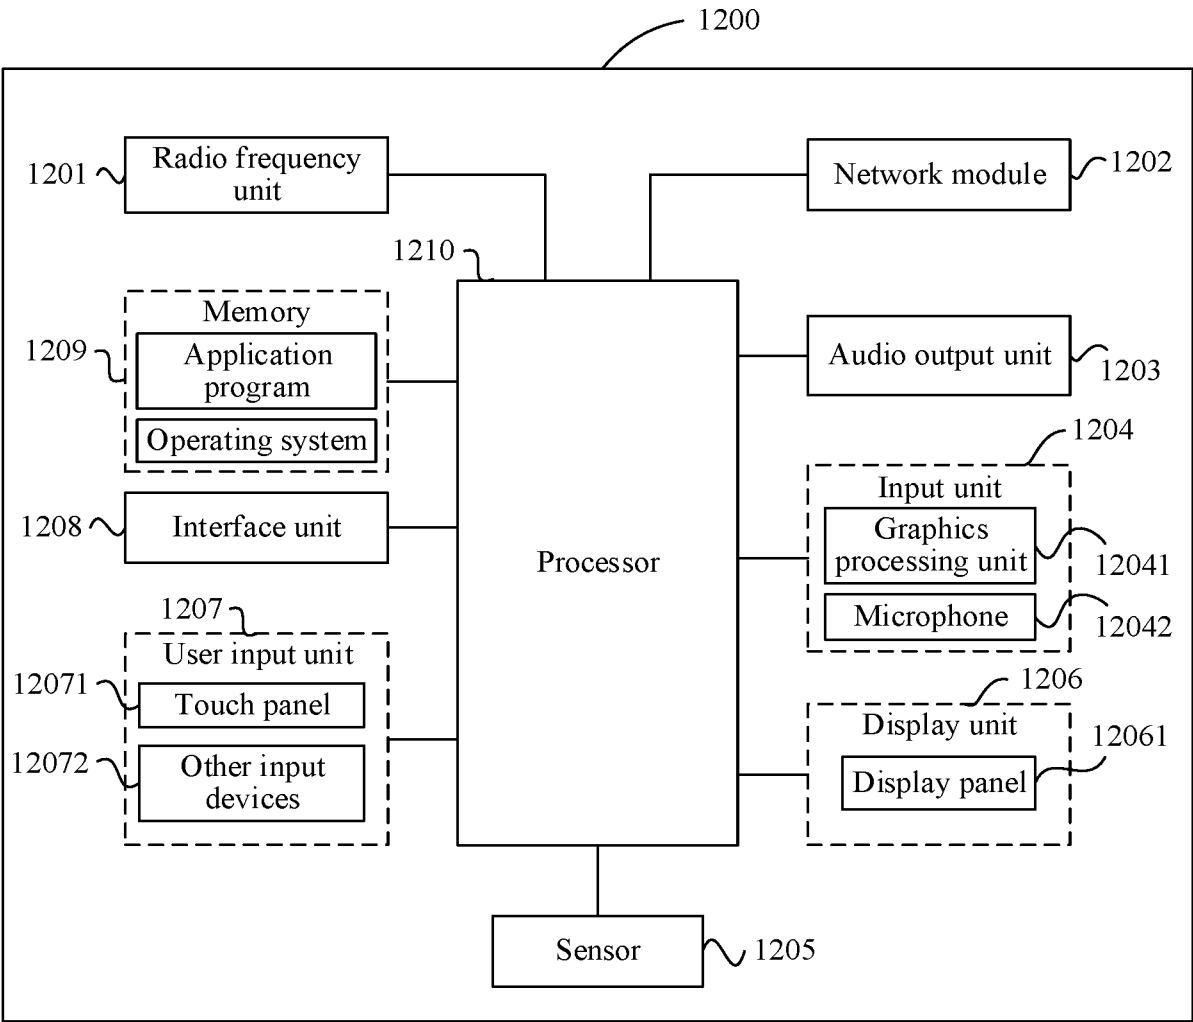 1200
1201
Radio frequency
unit
Network module
1202
1210
Memory
1209
Application
program
Operating system
Audio output unit
1203
1204
Input unit
Graphics
processing unit
12041
Microphone
12042
1208
Interface unit
Processor
1207
User input unit
12071
Touch panel
12072
Other input
devices
1206
Display unit
12061
Display panel
Sensor
1205